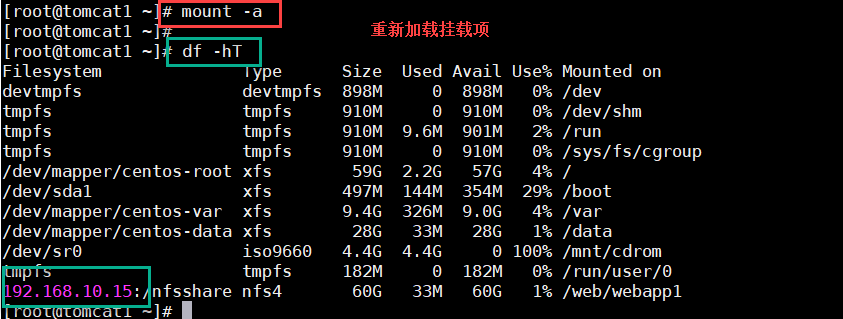 [root@tomcat1 ~]# mount -a
[root@tomcat1 ~]#
重新加载挂载项
[root@tomcat1 ~]# df -hT
Filesystem Type Size Used Avail Use% Mounted on
devtmpfs devtmpfs 898M 0 898M 0% /dev
tmpfs tmpfs 910M 0 910M 0% /dev/shm
tmpfs tmpfs 910M 9.6M 901M 2% /run
tmpfs tmpfs 910M 0 910M 0% /sys/fs/cgroup
/dev/mapper/centos-root xfs 59G 2.2G 57G 4% /
/dev/sda1 xfs 497M 144M 354M 29% /boot
/dev/mapper/centos-var xfs 9.4G 326M 9.0G 4% /var
/dev/mapper/centos-data xfs 28G 33M 28G 1% /data
/dev/sr0 iso9660 4.4G 4.4G 0 100% /mnt/cdrom
tmpfs tmpfs 182M 0 182M 0% /run/user/0
192.168.10.15:/nfsshare nfs4 60G 33M 60G 1% /web/webapp1
[root@tomcat1 ~]#